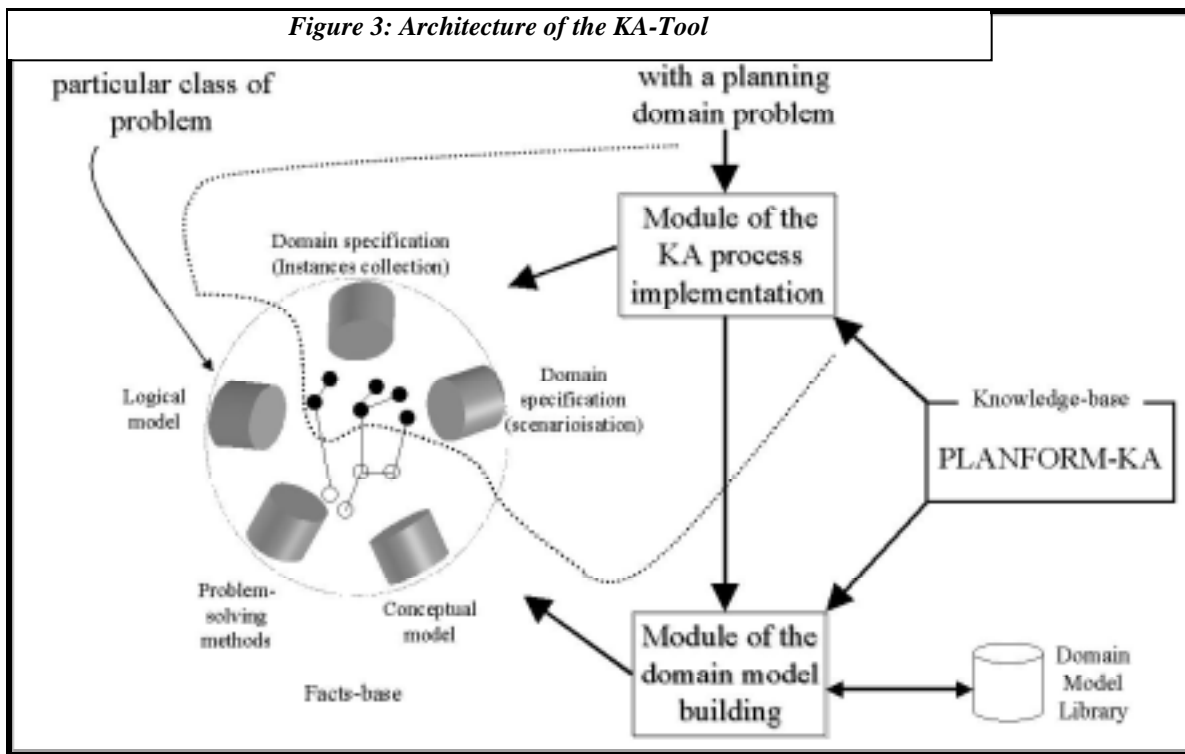 Figure 3: Architecture of the KA-Tool
particular class of
problem
with a planning
domain problem
Module of the
KA process
implementation
Domain specification
(Instances collection)
Logical
model
Domain
specification
(scenarioisation)
Knowledge-base
PLANFORM-KA
Problem-
solving
methods
Conceptual
model
Facts-base
Module of the
domain model
building
Domain
Model
Library